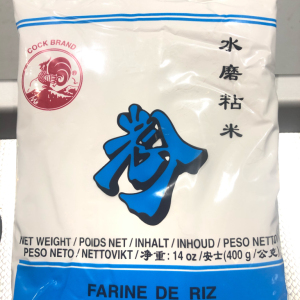 COCK BRAND
水磨粘米
粉
NET WEIGHT / POIDS NET / INHALT / INHOUD / PESO NETTO
PESO NETO / NETTOVIKT / 净重: 14 oz /安士(400 g /公克)
FARINE DE RIZ